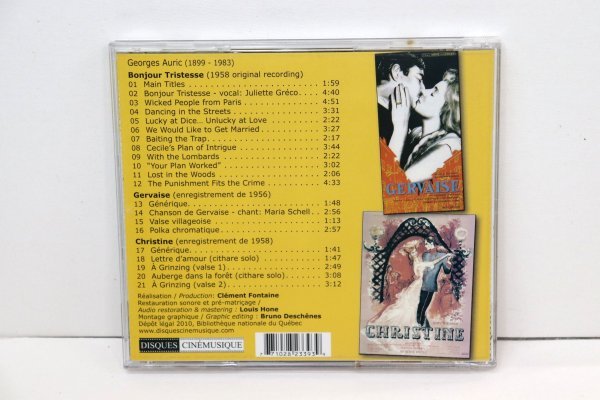 Georges Auric (1899 - 1983)
Bonjour Tristesse (1958 original recording)
01 Main Titles . . . . . . . . . . . . . . . . . . . . . . . . . 1:59
02 Bonjour Tristesse - vocal: Juliette Gréco. . . . 4:40
03 Wicked People from Paris . . . . . . . . . . . . . . 4:51
04 Dancing in the Streets . . . . . . . . . . . . . . . . . 3:31
05 Lucky at Dice... Unlucky at Love . . . . . . . . . 2:22
06 We Would Like to Get Married . . . . . . . . . . . 3:27
07 Baiting the Trap. . . . . . . . . . . . . . . . . . . . . . 2:17
08 Cecile's Plan of Intrigue . . . . . . . . . . . . . . . . 3:44
09 With the Lombards . . . . . . . . . . . . . . . . . . . 2:22
10 "Your Plan Worked" . . . . . . . . . . . . . . . . . . . 3:02
11 Lost in the Woods . . . . . . . . . . . . . . . . . . . . 2:06
12 The Punishment Fits the Crime . . . . . . . . . . 4:33
Gervaise (enregistrement de 1956)
13 Générique. . . . . . . . . . . . . . . . . . . . . . . . . . 1:48
14 Chanson de Gervaise - chant: Maria Schell . . 2:56
15 Valse villageoise . . . . . . . . . . . . . . . . . . . . . 1:13
16 Polka chromatique . . . . . . . . . . . . . . . . . . . . 2:57
Christine (enregistrement de 1958)
17 Générique. . . . . . . . . . . . . . . . . . . . . . . . . . 1:41
18 Lettre d'amour (cithare solo) . . . . . . . . . . . . 1:47
19 À Grinzing (valse 1) . . . . . . . . . . . . . . . . . . . 2:49
20 Auberge dans la forêt (cithare solo) . . . . . . . 3:08
21 À Grinzing (valse 2) . . . . . . . . . . . . . . . . . . . 3:12
Réalisation / Production: Clément Fontaine
Restauration sonore et pré-matriçage /
Audio restoration & mastering : Louis Hone
Montage graphique / Graphic editing : Bruno Deschênes
Dépôt légal 2010, Bibliothèque nationale du Québec
www.disquescinemusique.com
DISQUES CINÉMUSIQUE
7 71028 23393
GERVAISE
CHRISTINE